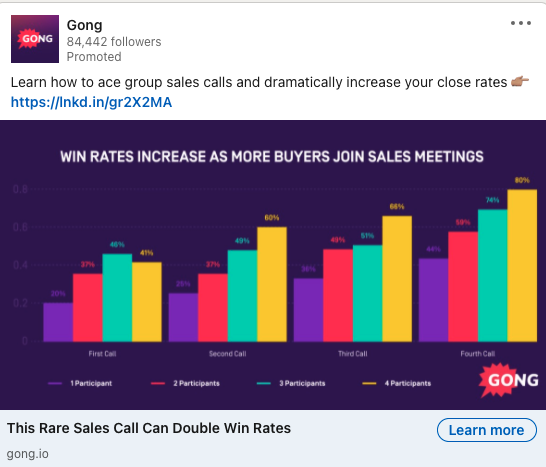 Gong
84,442 followers
Promoted
Learn how to ace group sales calls and dramatically increase your close rates
https://lnkd.in/gr2X2MA
WIN RATES INCREASE AS MORE BUYERS JOIN SALES MEETINGS
0.8
0.6
0.4
0.2
0
20% 37% 46% 41%
25% 37% 49% 60%
49% 51% 66%
44% 58% 74% 80%
First Call Second Call Third Call Fourth Call
1 Participant 2 Participants 3 Participants 4 Participants
GONG
This Rare Sales Call Can Double Win Rates
Learn more
gong.io